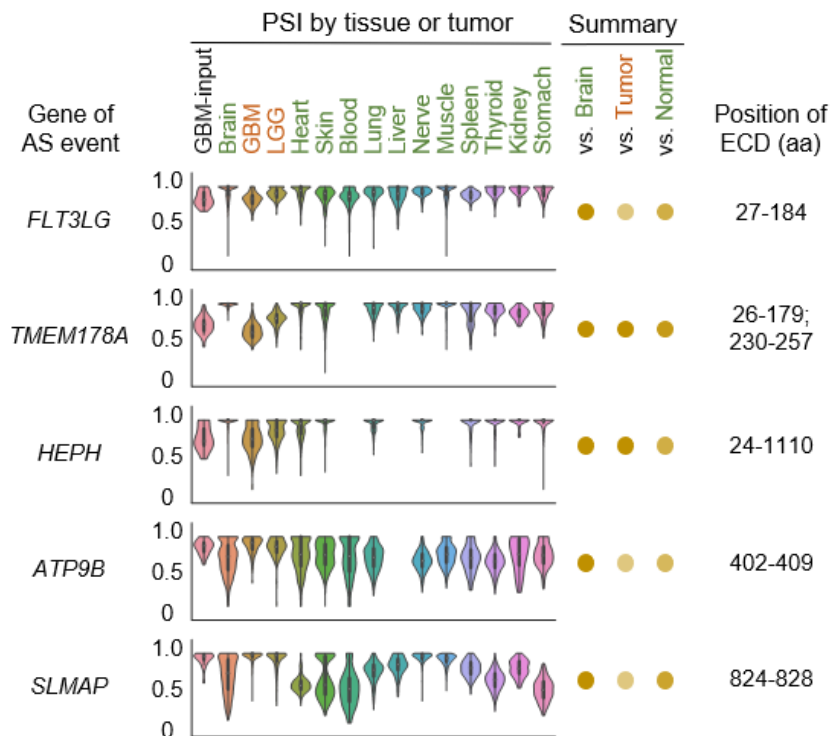 PSI by tissue or tumor
Summary
Gene of
AS event
GBM-input
Brain
GBM
LGG
Heart
Skin
Blood
Lung
Liver
Nerve
Muscle
Spleen
Thyroid
Kidney
Stomach
vs. Brain
vs. Tumor
vs. Normal
Position of
ECD (aa)
FLT3LG
1.0
0.5
0
27-184
TMEM178A
1.0
0.5
0
26-179;
230-257
HEPH
1.0
0.5
0
24-1110
ATP9B
1.0
0.5
0
402-409
SLMAP
1.0
0.5
0
824-828